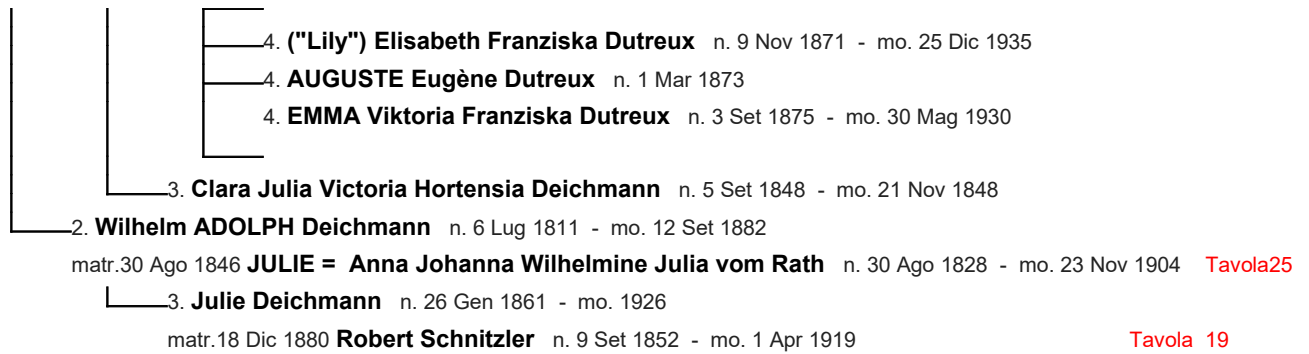 4. ("Lily") Elisabeth Franziska Dutreux n. 9 Nov 1871 - mo. 25 Dic 1935
4. AUGUSTE Eugène Dutreux n. 1 Mar 1873
4. EMMA Viktoria Franziska Dutreux n. 3 Set 1875 - mo. 30 Mag 1930
3. Clara Julia Victoria Hortensia Deichmann n. 5 Set 1848 - mo. 21 Nov 1848
2. Wilhelm ADOLPH Deichmann n. 6 Lug 1811 - mo. 12 Set 1882
matr.30 Ago 1846 JULIE = Anna Johanna Wilhelmine Julia vom Rath n. 30 Ago 1828 - mo. 23 Nov 1904 Tavola25
3. Julie Deichmann n. 26 Gen 1861 - mo. 1926
matr.18 Dic 1880 Robert Schnitzler n. 9 Set 1852 - mo. 1 Apr 1919 Tavola 19